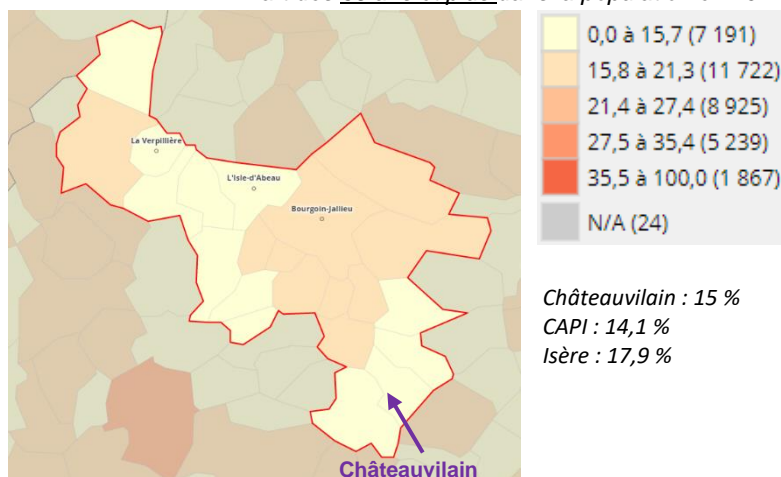 0,0 à 15,7 (7 191)
15,8 à 21,3 (11 722)
21,4 à 27,4 (8 925)
27,5 à 35,4 (5 239)
35,5 à 100,0 (1 867)
N/A (24)
La Verpillière
L'Isle-d'Abeau
Bourgoin-Jallieu
Châteauvilain : 15 %
CAPI : 14,1 %
Isère : 17,9 %
Châteauvilain